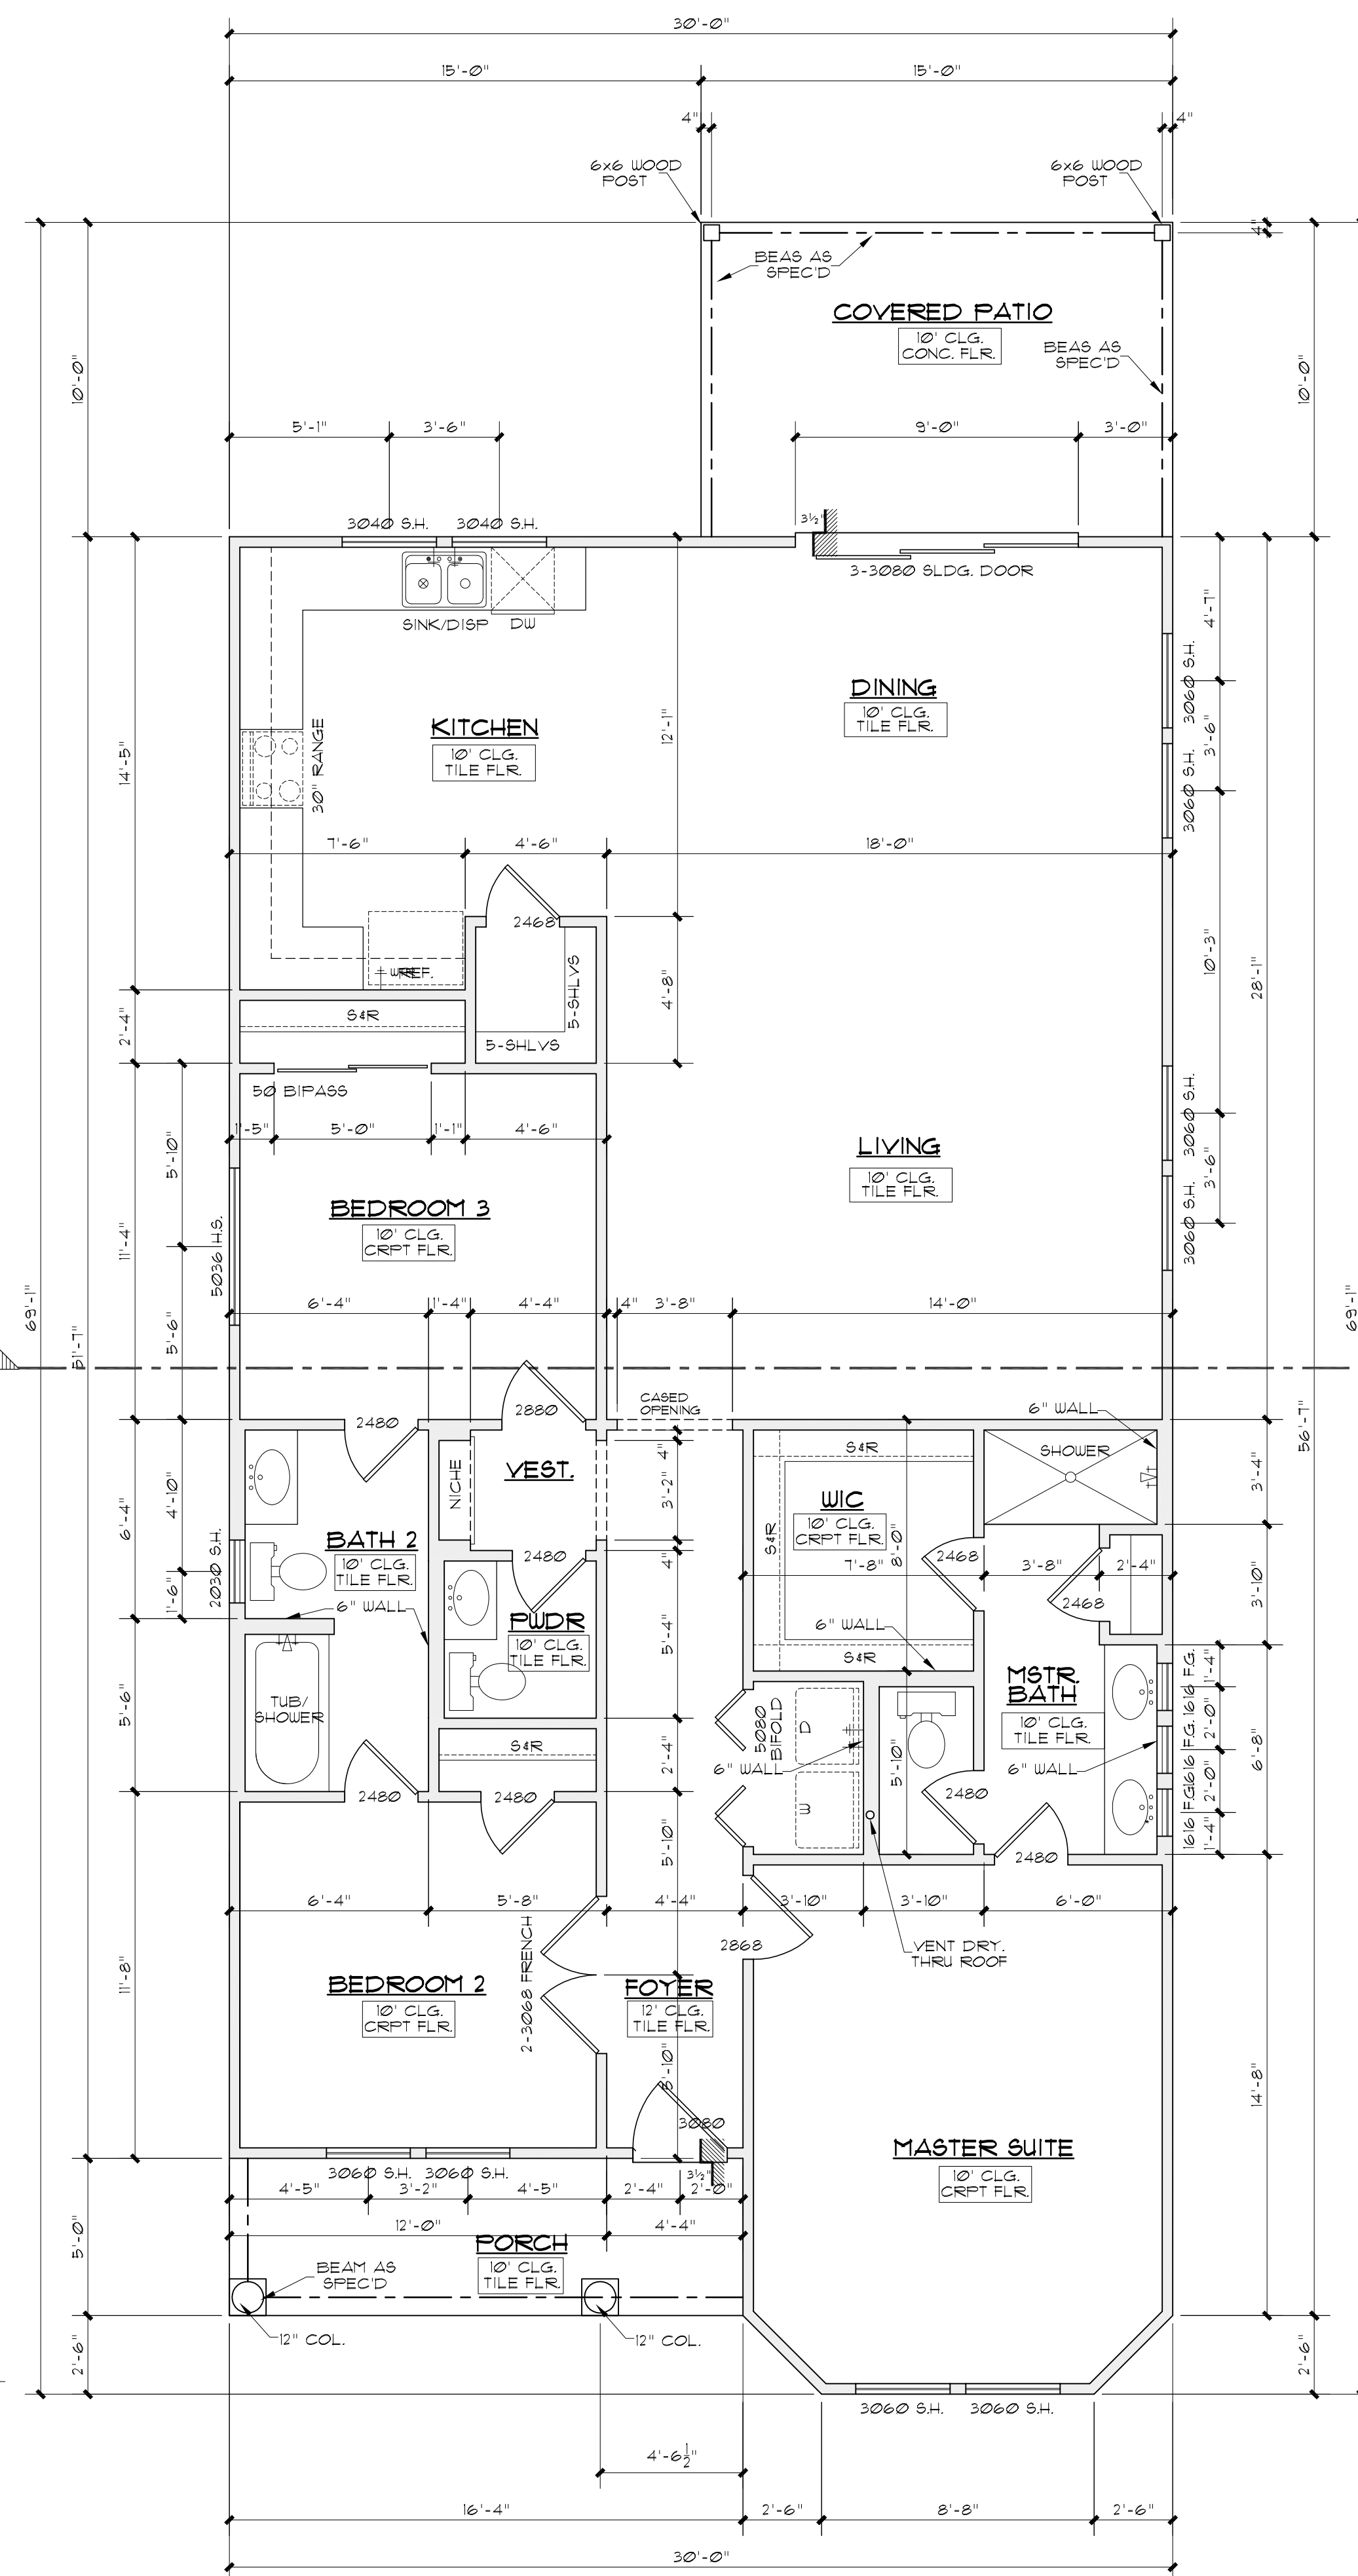 30'-0"
15'-0" 15'-0"
4" 4"
6x6 WOOD
POST
6x6 WOOD
POST
4"
BEAS AS
SPEC'D
COVERED PATIO
10' CLG.
CONC. FLR.
BEAS AS
SPEC'D
10'-0"
10'-0"
5'-1" 3'-6" 9'-0" 3'-0"
3040 S.H. 3040 S.H.
3½"
3-3080 SLDG. DOOR
SINK/DISP DW
4'-7"
3060 S.H.
DINING
10' CLG.
TILE FLR.
KITCHEN
10' CLG.
TILE FLR.
30" RANGE
12'-1"
14'-5"
3'-6"
3060 S.H.
7'-6" 4'-6" 18'-0"
2468
REF.
5-SHLVS
5-SHLVS
4'-8"
10'-3"
28'-1"
S&R
2'-4"
50 BIPASS
1'-5" 5'-0" 1'-1" 4'-6"
5'-10"
3060 S.H.
LIVING
10' CLG.
TILE FLR.
3'-6"
3060 S.H.
BEDROOM 3
10' CLG.
CRPT FLR.
11'-4"
5036 H.S.
69'-1"
51'-7"
5'-6"
69'-1"
6'-4" 1'-4" 4'-4" 4" 3'-8" 14'-0"
CASED
OPENING
6" WALL
56'-7"
2480
2880
S&R
SHOWER
VEST.
NICHE
4"
3'-2"
4"
3'-4"
WIC
10' CLG.
CRPT FLR.
S&R
8'-0"
7'-8" 3'-8" 2'-4"
2468
2468
3'-10"
4'-10"
6'-4"
2030 S.H.
1'-6"
BATH 2
10' CLG.
TILE FLR.
6" WALL
2480
PWDR
10' CLG.
TILE FLR.
5'-4"
6" WALL
S&R
MSTR.
BATH
10' CLG.
TILE FLR.
1616 F.G.
1'-4"
1616 F.G.
2'-0"
1616 F.G.
2'-0"
1'-4"
6'-8"
5'-6"
TUB/
SHOWER
S&R
2'-4"
5080
BIFOLD
D
W
6" WALL
5'-10"
6" WALL
2480
2480
2480
2480
5'-10"
6'-4" 5'-8" 4'-4" 3'-10" 3'-10" 6'-0"
2868
VENT DRY.
THRU ROOF
2-3068 FRENCH
BEDROOM 2
10' CLG.
CRPT FLR.
FOYER
12' CLG.
TILE FLR.
11'-8"
5'-10"
14'-8"
3080
MASTER SUITE
10' CLG.
CRPT FLR.
3060 S.H. 3060 S.H.
3½"
4'-5" 3'-2" 4'-5" 2'-4" 2'-0"
12'-0" 4'-4"
PORCH
10' CLG.
TILE FLR.
BEAM AS
SPEC'D
5'-0"
12" COL. 12" COL.
2'-6"
2'-6"
3060 S.H. 3060 S.H.
4'-6½"
16'-4" 2'-6" 8'-8" 2'-6"
30'-0"